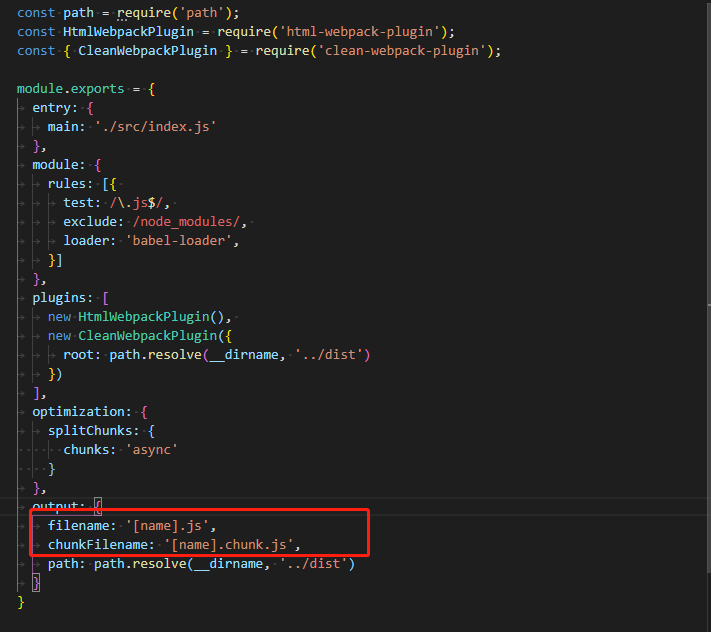 const path = require('path');
const HtmlWebpackPlugin = require('html-webpack-plugin');
const { CleanWebpackPlugin } = require('clean-webpack-plugin');
module.exports = {
entry: {
main: './src/index.js'
},
module: {
rules: [{
test: /\.js$/,
exclude: /node_modules/,
loader: 'babel-loader',
}]
},
plugins: [
new HtmlWebpackPlugin(),
new CleanWebpackPlugin({
root: path.resolve(__dirname, '../dist')
})
],
optimization: {
splitChunks: {
chunks: 'async'
}
},
output: {
filename: '[name].js',
chunkFilename: '[name].chunk.js',
path: path.resolve(__dirname, '../dist')
}
}